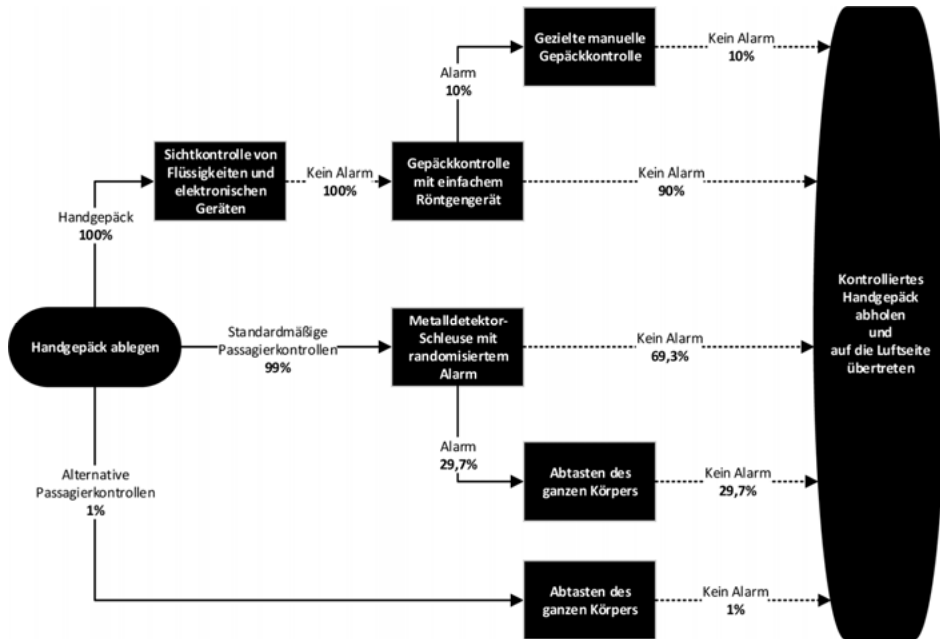 Gezielte manuelle
Gepäckkontrolle
Kein Alarm
10%
Alarm
10%
Sichtkontrolle von
Flüssigkeiten und
elektronischen
Geräten
Kein Alarm
100%
Gepäckkontrolle
mit einfachem
Röntgengerät
Kein Alarm
90%
Handgepäck
100%
Handgepäck ablegen
Standardmäßige
Passagierkontrollen
99%
Metalldetektor-
Schleuse mit
randomisiertem
Alarm
Kein Alarm
69,3%
Kontrolliertes
Handgepäck
abholen
und
auf die Luftseite
übertreten
Alarm
29,7%
Abtasten des
ganzen Körpers
Kein Alarm
29,7%
Alternative
Passagierkontrollen
1%
Abtasten des
ganzen Körpers
Kein Alarm
1%